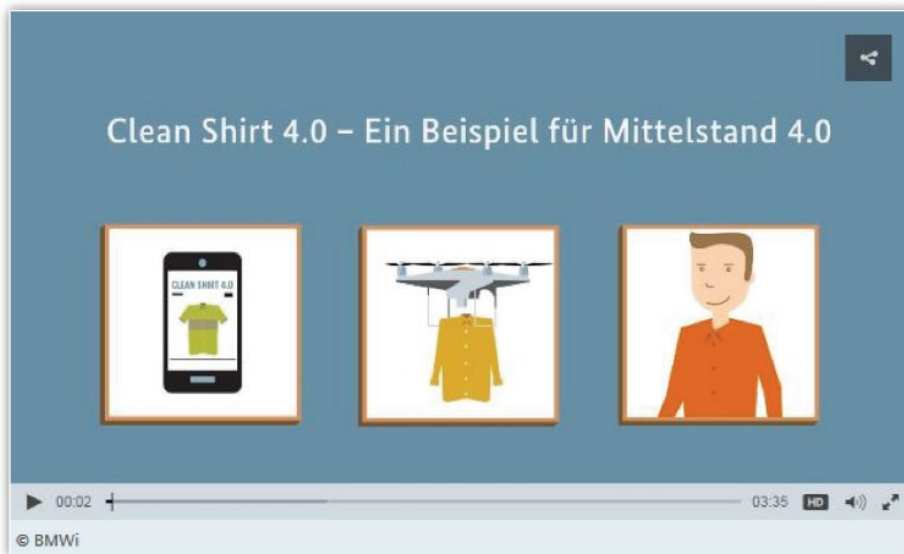 Clean Shirt 4.0 – Ein Beispiel für Mittelstand 4.0
CLEAN SHIRT 4.0
00:02
03:35
HD
© BMWi